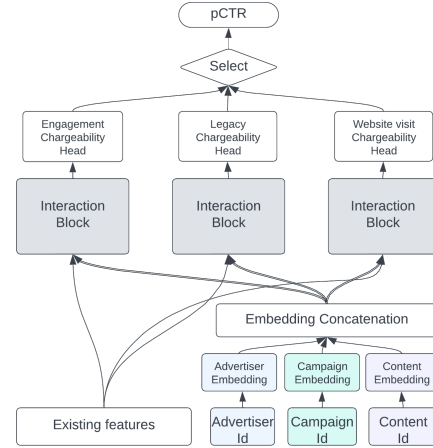 pCTR
Select
Engagement
Chargeability
Head
Legacy
Chargeability
Head
Website visit
Chargeability
Head
Interaction
Block
Interaction
Block
Interaction
Block
Embedding Concatenation
Advertiser
Embedding
Campaign
Embedding
Content
Embedding
Existing features
Advertiser
Id
Campaign
Id
Content
Id